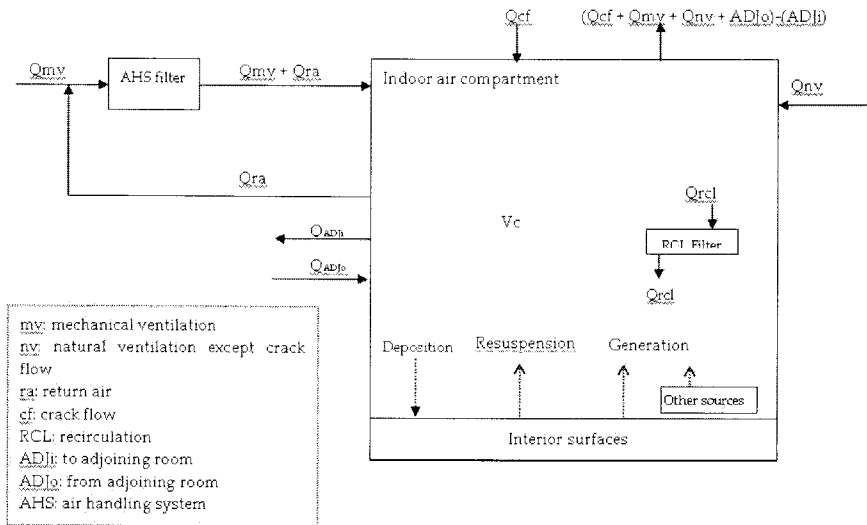 Qcf
(Qcf + Qmv + Qnv + ADJo)-(ADJi)
Qmv
AHS filter
Qmv + Qra
Indoor air compartment
Qnv
Qra
Qrcl
Vc
RCL Filter
QADJi
QADJo
Qrcl
Deposition
Resuspension
Generation
Other sources
Interior surfaces
mv: mechanical ventilation
nv: natural ventilation except crack
flow
ra: return air
cf: crack flow
RCL: recirculation
ADJi: to adjoining room
ADJo: from adjoining room
AHS: air handling system